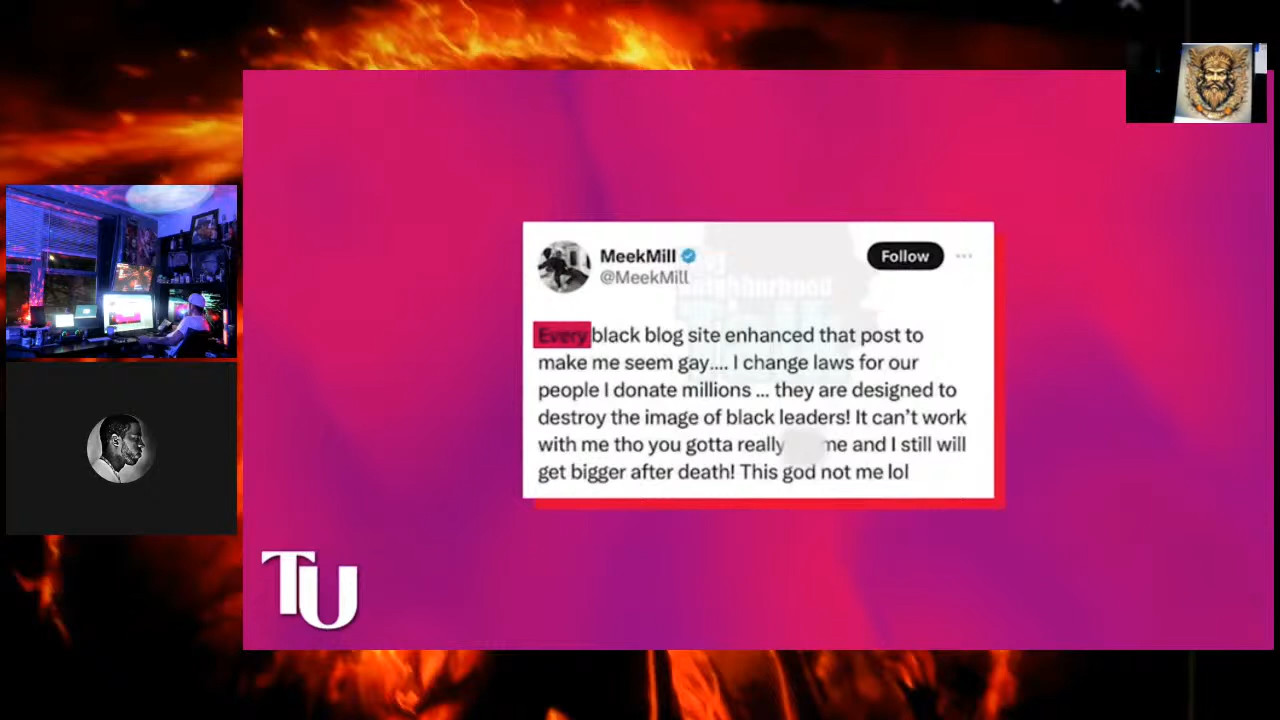 MeekMill
Follow
@MeekMill
Every black blog site enhanced that post to
make me seem gay.... I change laws for our
people I donate millions ... they are designed to
destroy the image of black leaders! It can't work
with me tho you gotta really me and I still will
get bigger after death! This god not me lol
TU